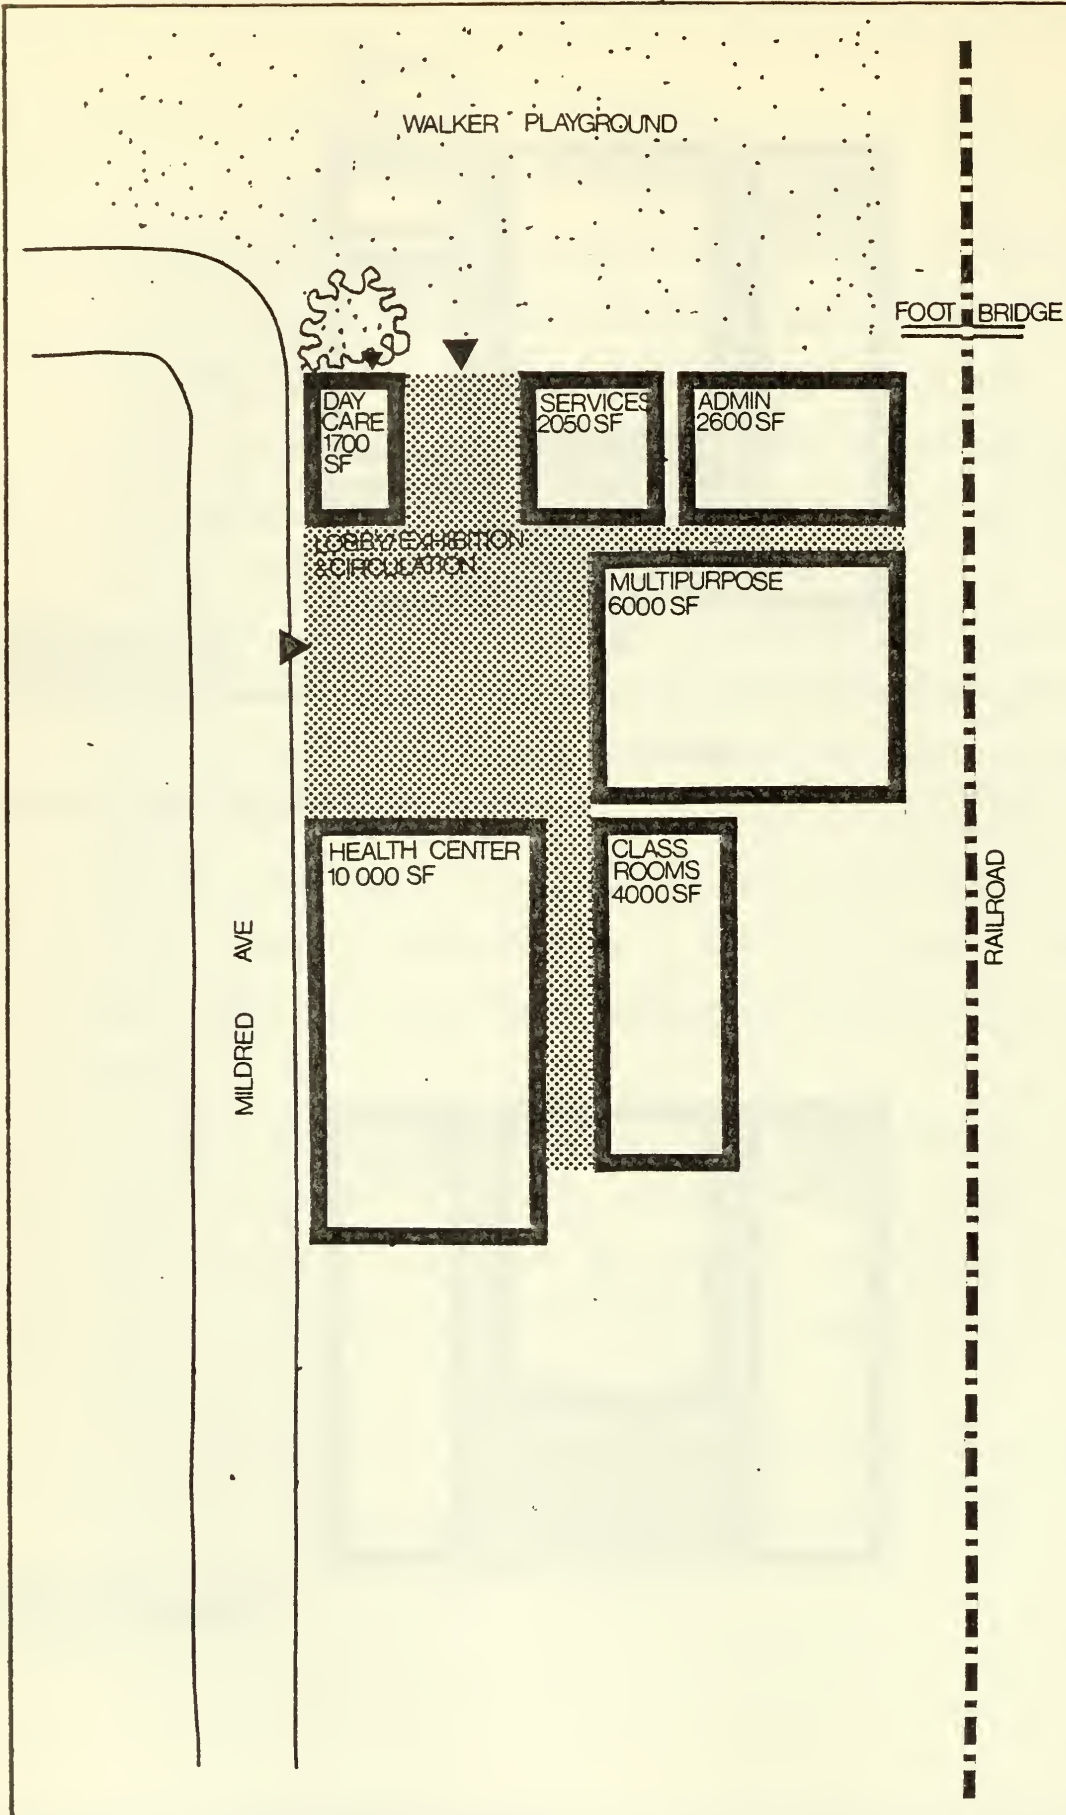 WALKER PLAYGROUND
FOOT BRIDGE
DAY
CARE
1700
SF
SERVICES
2050 SF
ADMIN
2600 SF
LOBBY/EXHIBITION
& CIRCULATION
MULTIPURPOSE
6000 SF
HEALTH CENTER
10 000 SF
CLASS
ROOMS
4000 SF
MILDRED AVE
RAILROAD